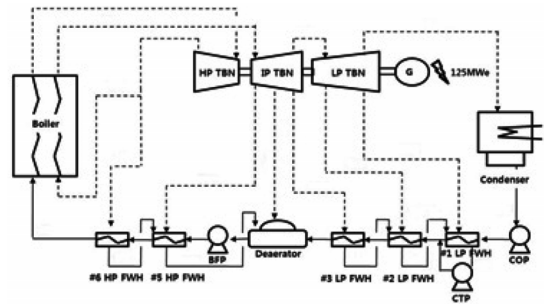 HP TBN
IP TBN
LP TBN
G
125MWe
Boiler
Condenser
#1 LP FWH
COP
BFP
Deaerator
#6 HP FWH
#5 HP FWH
#3 LP FWH
#2 LP FWH
CTP